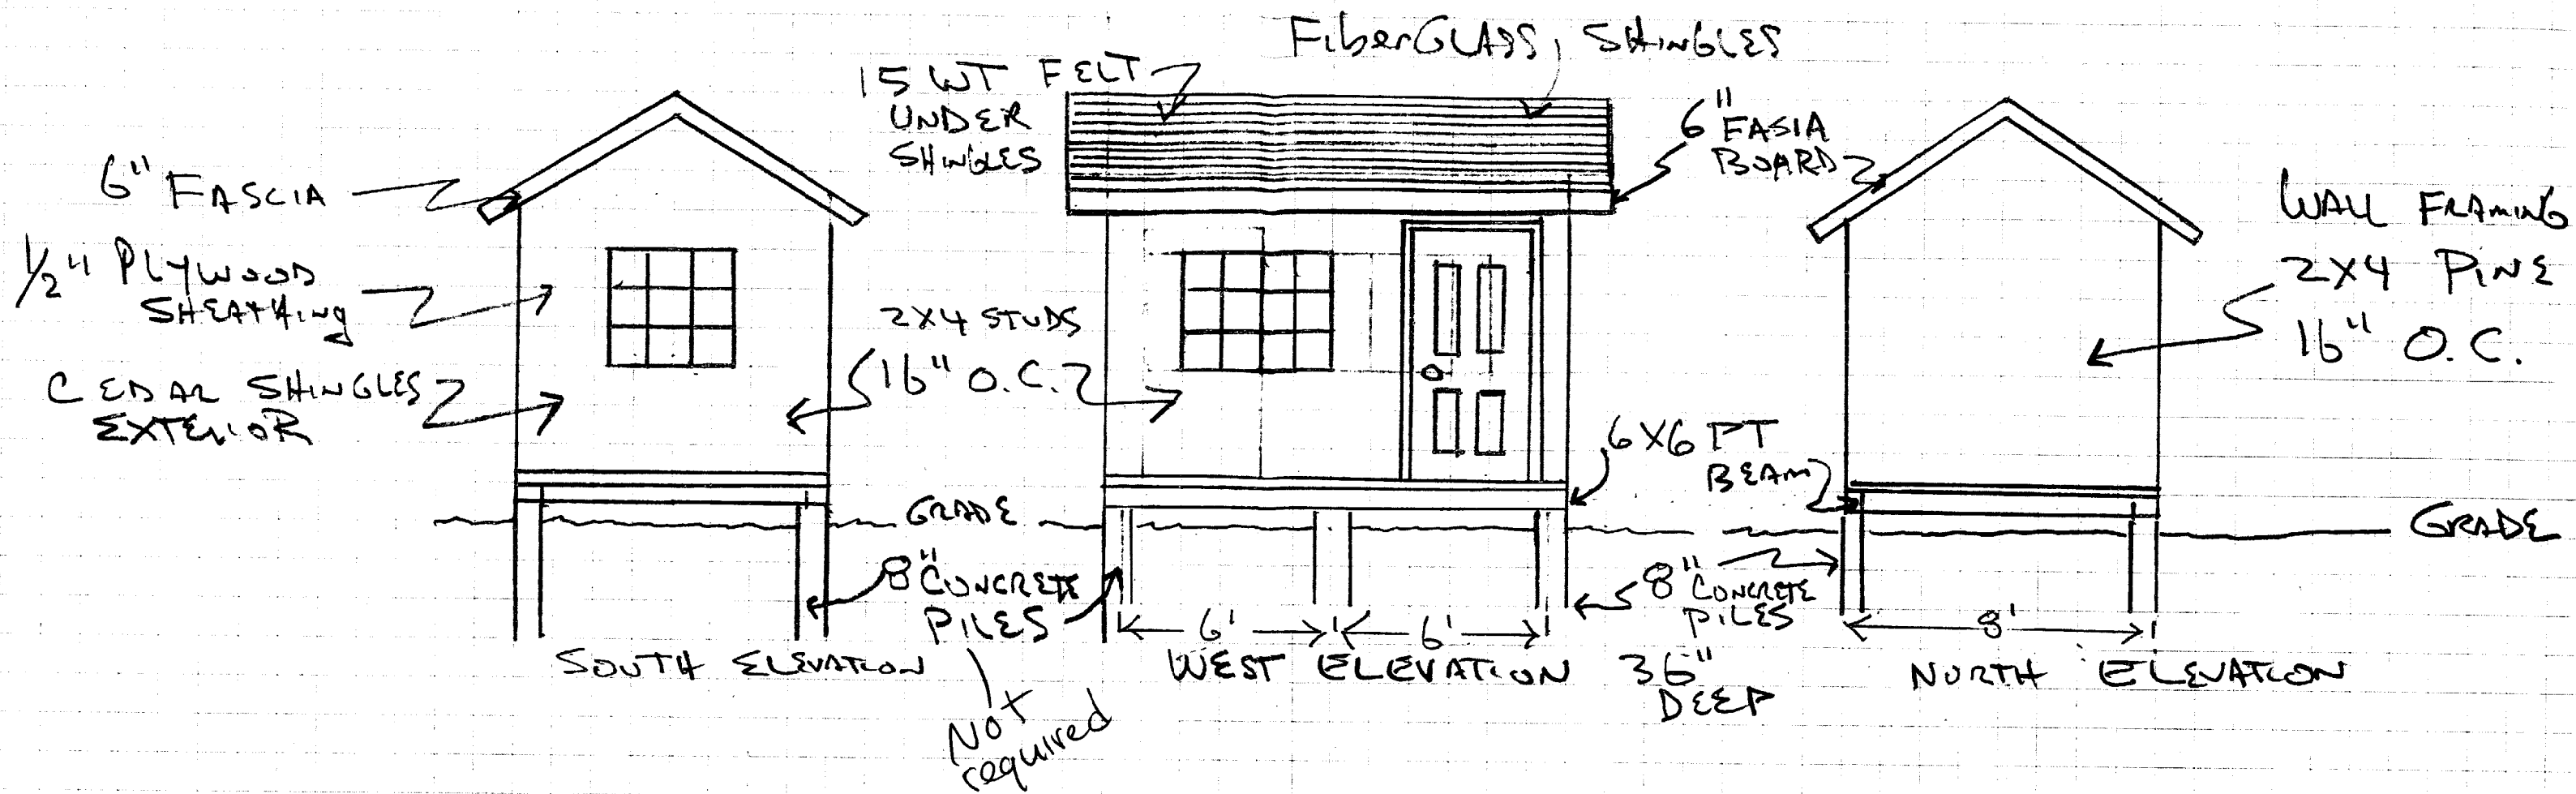 FiberGLASS SHINGLES
15 WT FELT
UNDER
SHINGLES
6" FASIA
BOARD
6" FASCIA
1/2" PLYWOOD
SHEATHING
CEDAR SHINGLES
EXTERIOR
2X4 STUDS
16" O.C.
WALL FRAMING
2X4 PINE
16" O.C.
6X6 PT
BEAM
GRADE
GRADE
8" CONCRETE
PILES
8" CONCRETE
PILES
6' 6'
8'
SOUTH ELEVATION
WEST ELEVATION
36"
DEEP
NORTH ELEVATION
Not
required